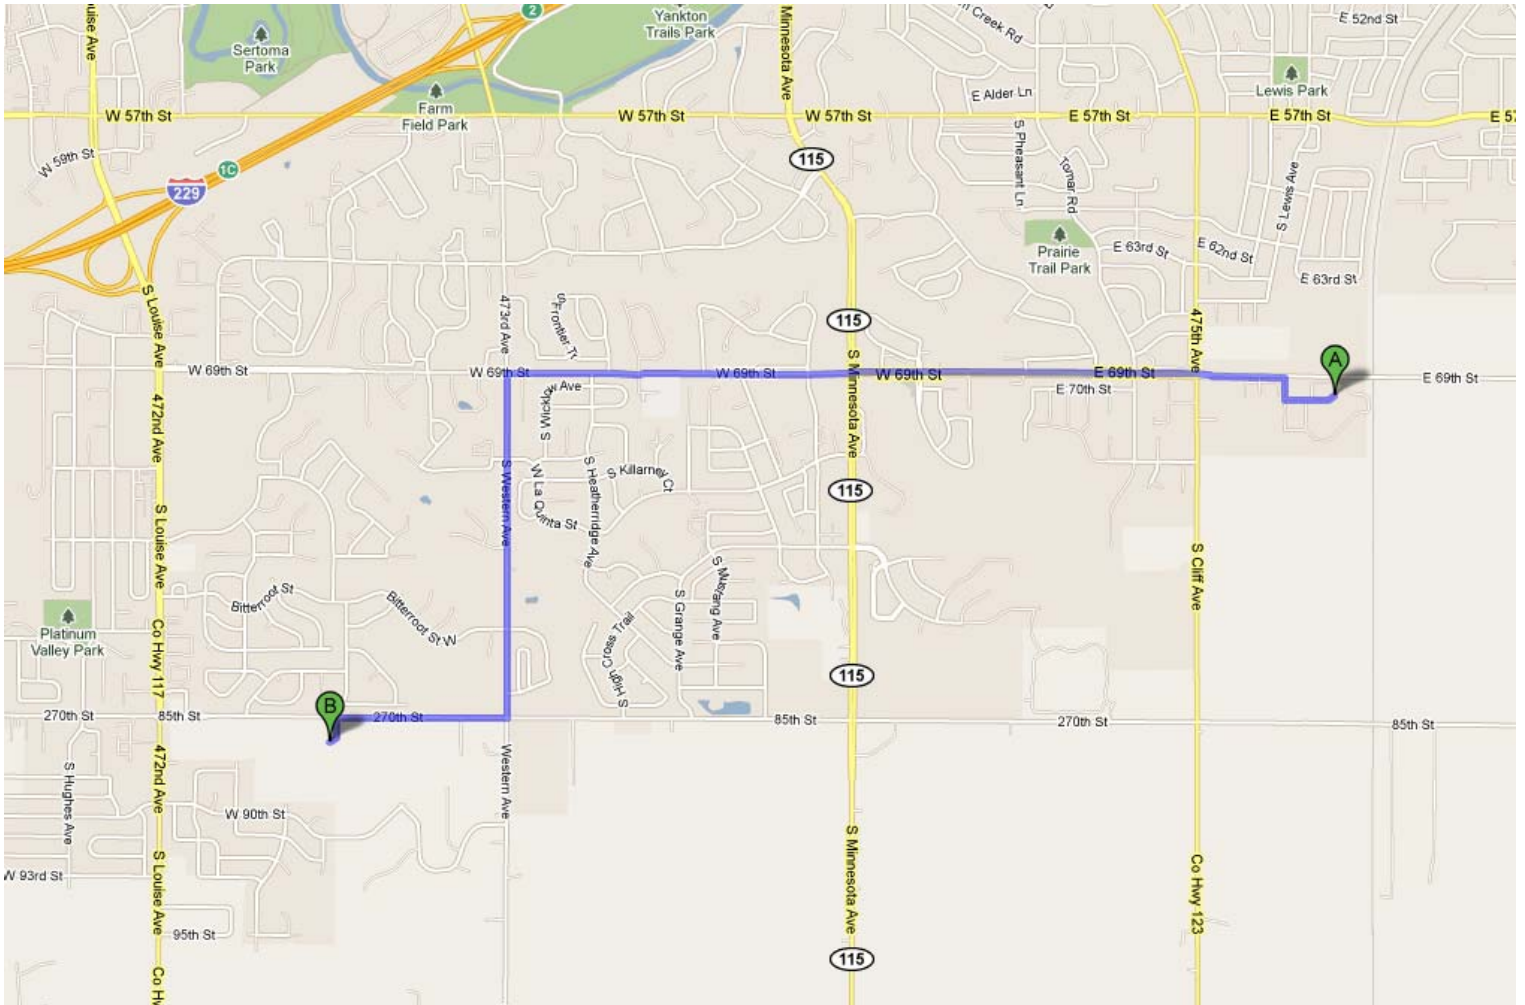 2
Yankton
Trails Park
Minnesota Ave
Creek Rd
E 52nd St
Sertoma
Park
Lewis Park
E Alder Ln
Farm
Field Park
W 57th St
W 57th St
W 57th St
E 57th St
E 57th St
E 57
W 59th St
1C
229
115
S Pheasant Ln
Tomar Rd
S Lewis Ave
Prairie
Trail Park
E 63rd St
E 62nd St
E 63rd St
S Louise Ave
473rd Ave
S Frontier Tr
115
475th Ave
A
W 69th St
W 69th St
W 69th St
S Minnesota Ave
W 69th St
E 69th St
E 69th St
E 70th St
472nd Ave
S Western Ave
W La Quinta St
S Heatherridge Ave
S Killarney Ct
115
S Louise Ave
S Cliff Ave
Bitterroot St
Bitterroot St W
S Mustang Ave
S Grange Ave
S High Cross Trail
Platinum
Valley Park
Co Hwy 117
115
B
270th St
85th St
270th St
85th St
270th St
85th St
S Hughes Ave
472nd Ave
Western Ave
W 90th St
S Louise Ave
S Minnesota Ave
Co Hwy 123
W 93rd St
95th St
115